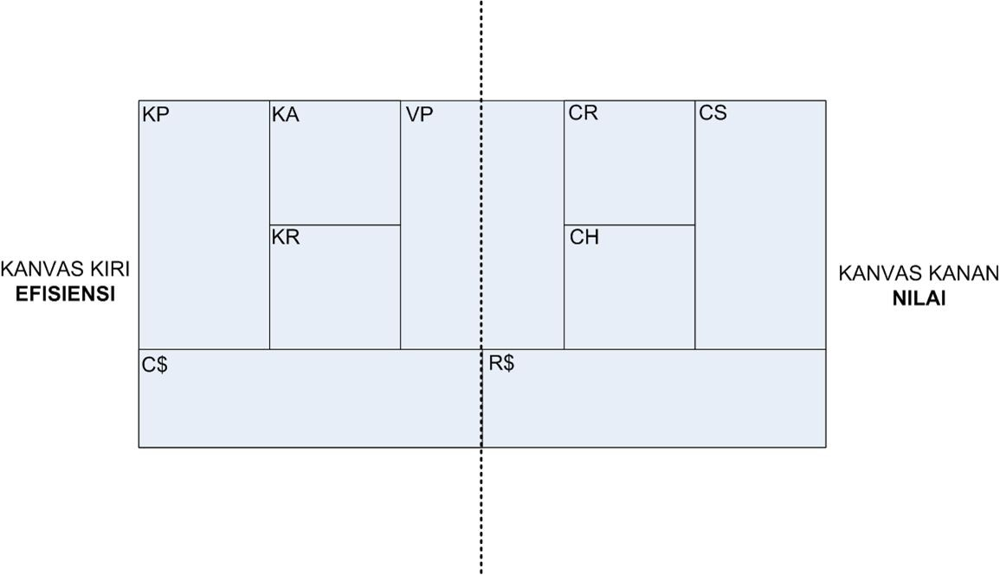 KP
KA
VP
CR
CS
KR
CH
KANVAS KIRI
EFISIENSI
KANVAS KANAN
NILAI
C$
R$